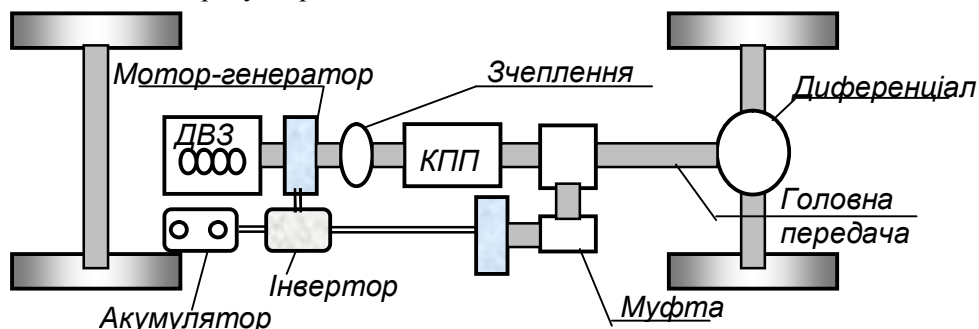 Мотор-генератор
Зчеплення
Диференціал
ДВЗ
КПП
Головна
передача
Інвертор
Муфта
Акумулятор